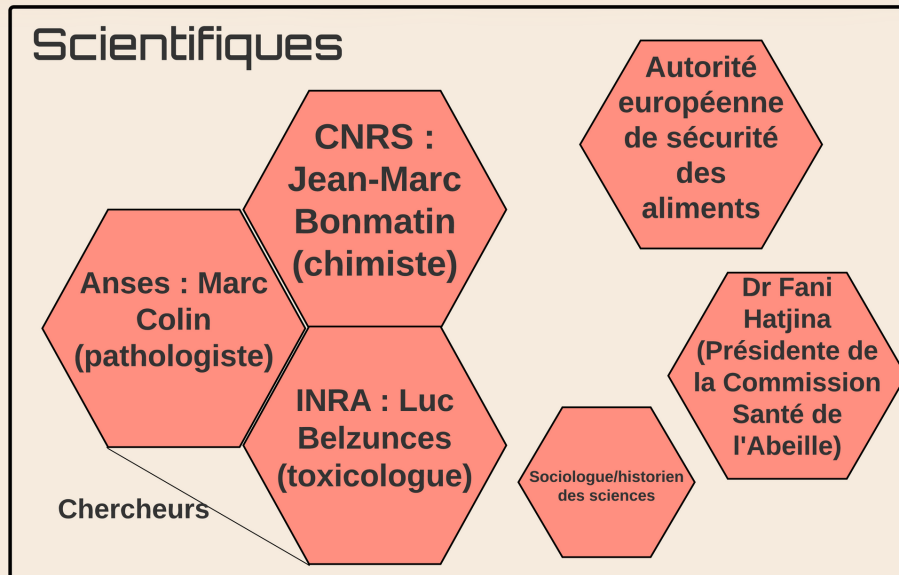 Scientifiques
CNRS :
Jean-Marc
Bonmatin
(chimiste)
Anses : Marc
Colin
(pathologiste)
INRA : Luc
Belzunces
(toxicologue)
Chercheurs
Autorité
européenne
de sécurité
des
aliments
Dr Fani
Hatjina
(Présidente de
la Commission
Santé de
l'Abeille)
Sociologue/historien
des sciences